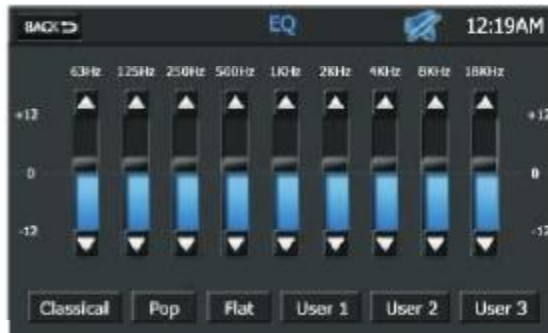 BACK EQ 12:19AM
63Hz 125Hz 250Hz 500Hz 1KHz 2KHz 4KHz 8KHz 16KHz
+12 +12
0 0
-12 -12
Classical Pop Flat User 1 User 2 User 3